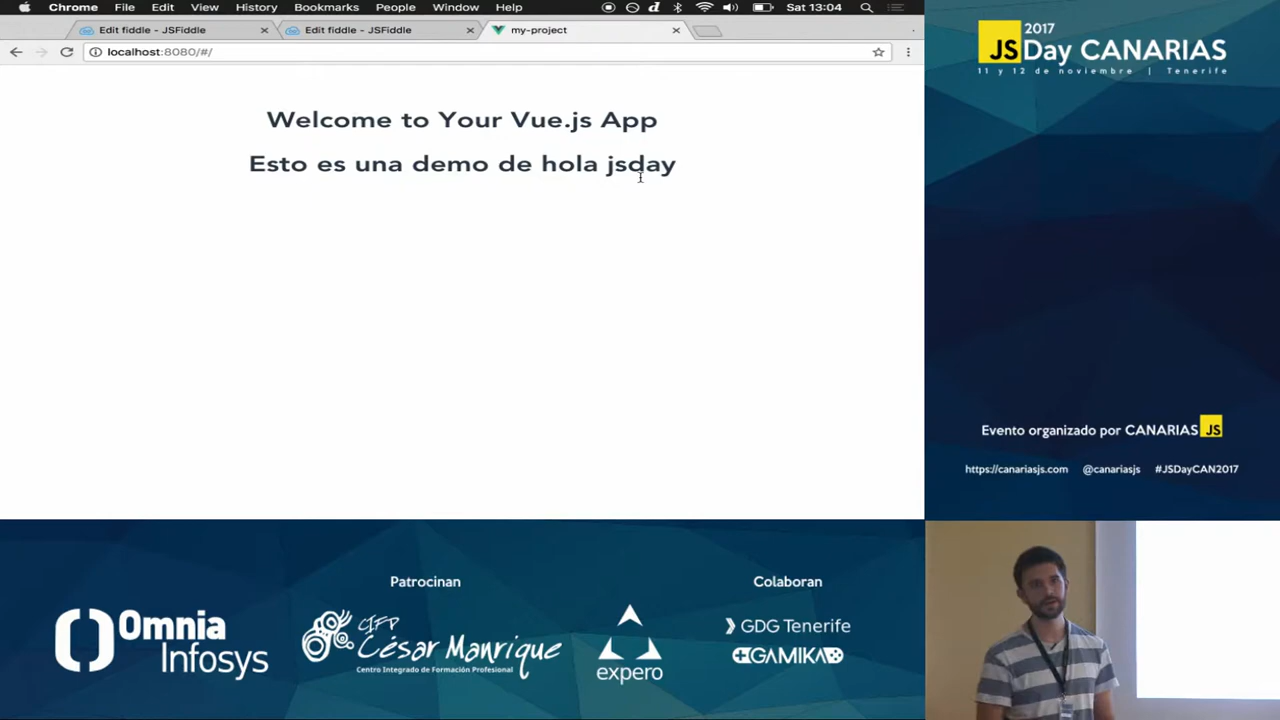 Chrome File Edit View History Bookmarks People Window Help Sat 13:04
Edit fiddle - JSFiddle Edit fiddle - JSFiddle my-project
localhost:8080/#/
Welcome to Your Vue.js App
Esto es una demo de hola jsday
2017
JSDay CANARIAS
11 y 12 de noviembre | Tenerife
Evento organizado por CANARIAS JS
https://canariasjs.com @canariasjs #JSDayCAN2017
Patrocinan
Omnia
Infosys
CIFP
César Manrique
Centro Integrado de Formación Profesional
expero
Colaboran
GDG Tenerife
GAMIKA